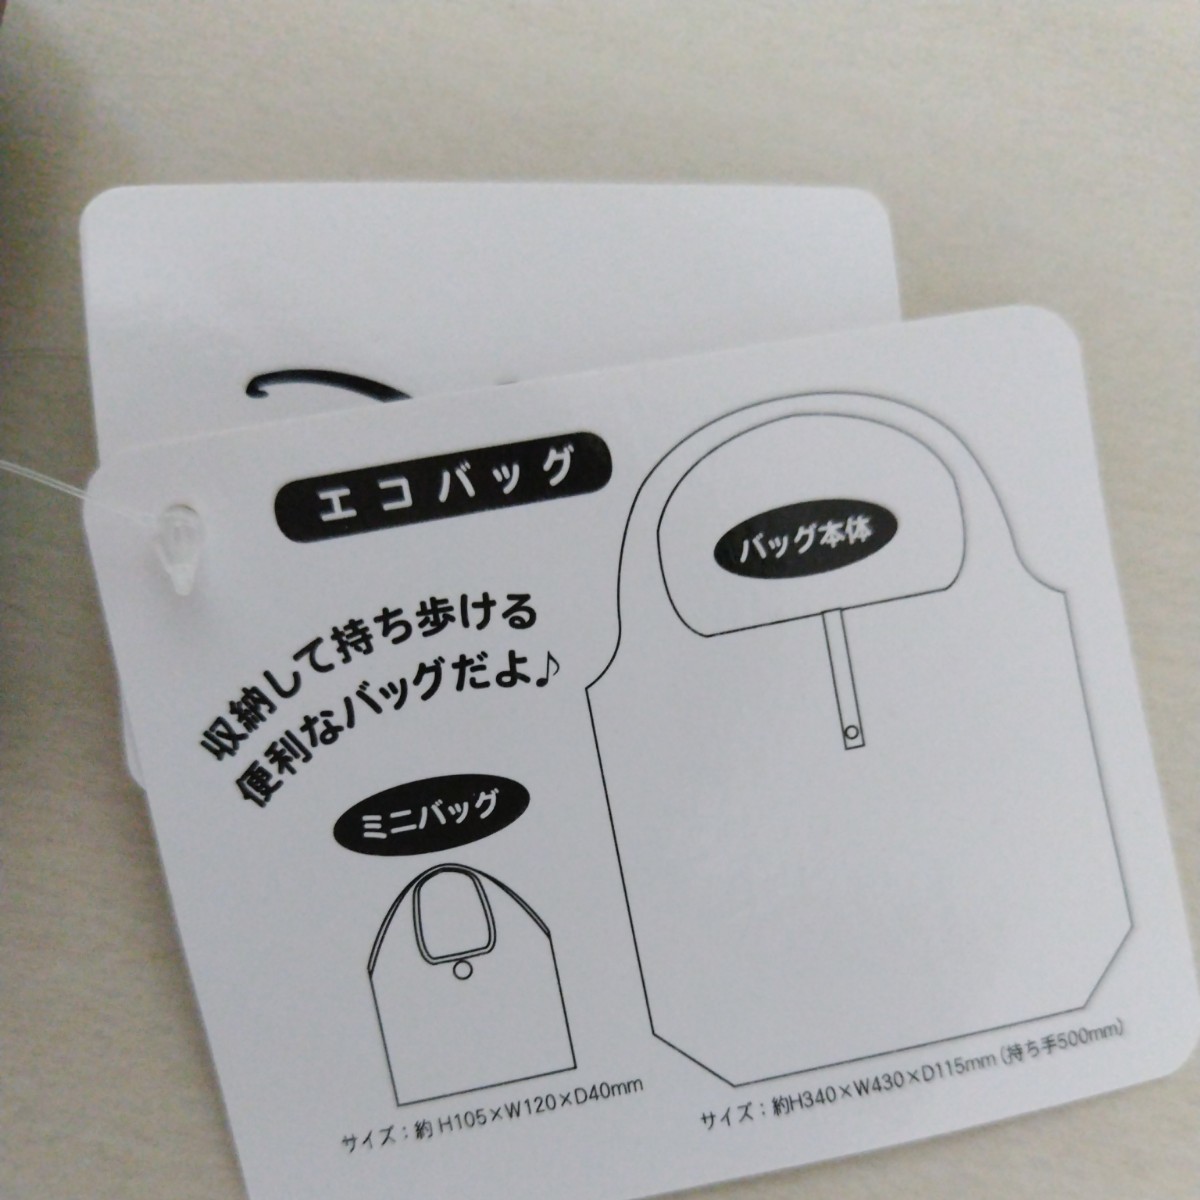 エコバッグ
収納して持ち歩ける
便利なバッグだよ♪
ミニバッグ
サイズ：約 H105×W120×D40mm
バッグ本体
サイズ：約H340×W430×D115mm（持ち手500mm）